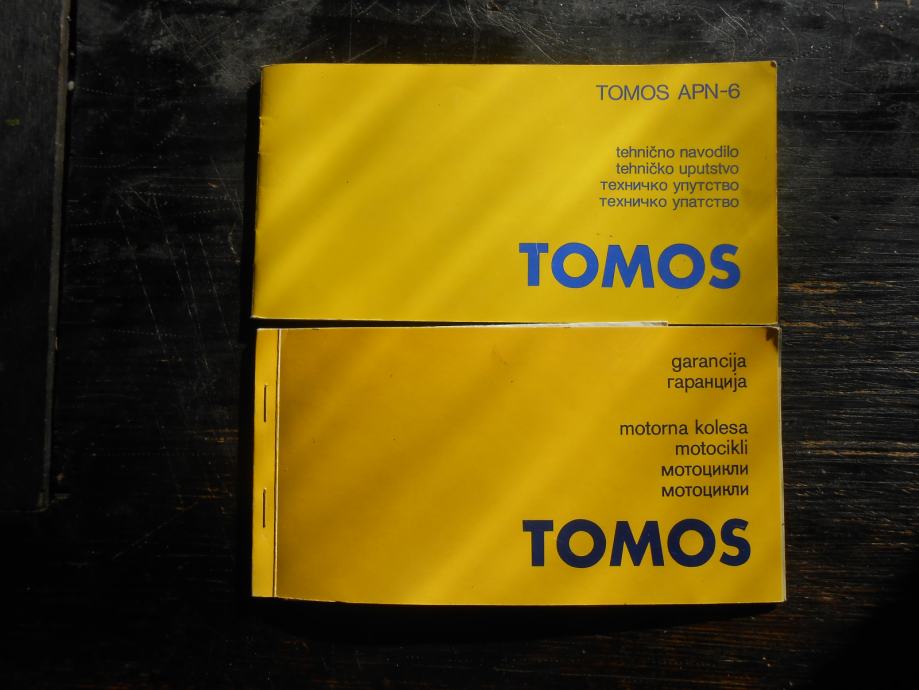 TOMOS APN-6
tehnično navodilo
tehničko uputstvo
техничко упутство
техничко упатство
TOMOS
garancija
гаранција
motorna kolesa
motocikli
мотоцикли
мотоцикли
TOMOS